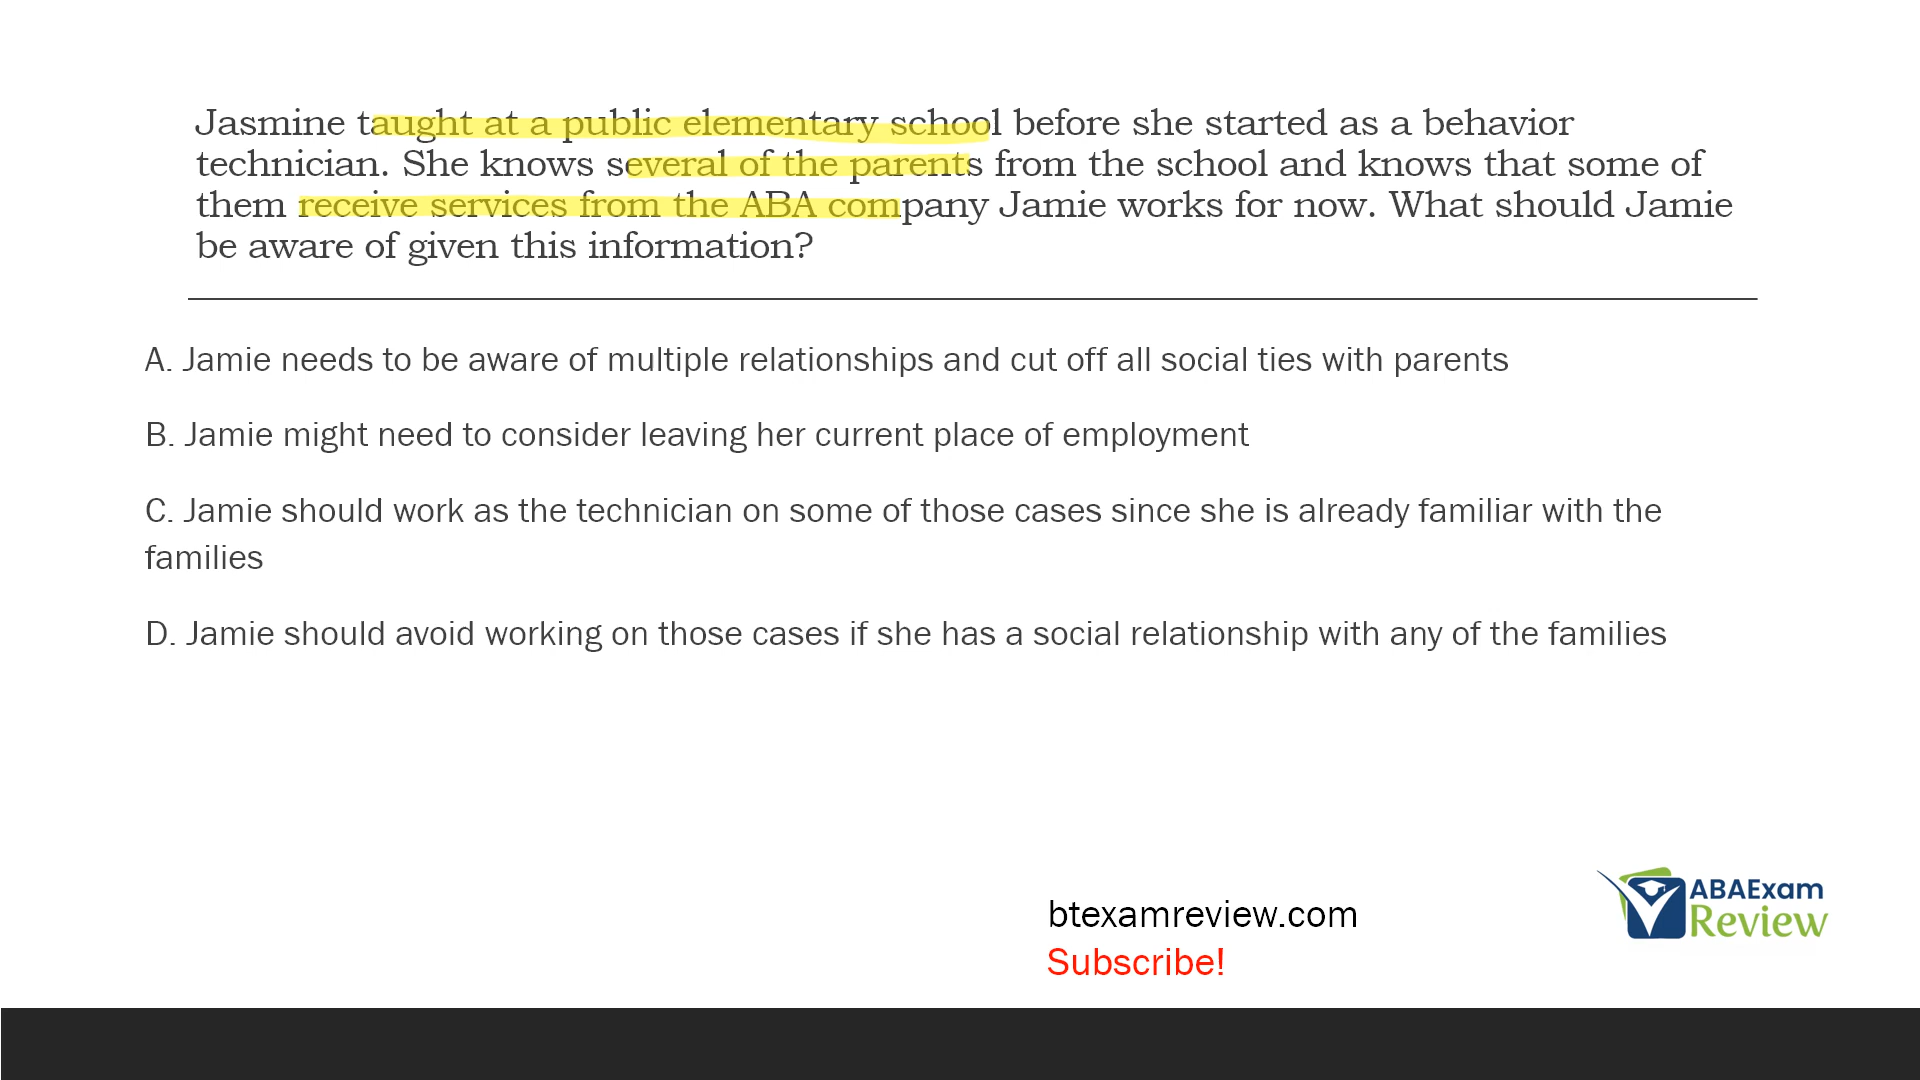 Jasmine taught at a public elementary school before she started as a behavior
technician. She knows several of the parents from the school and knows that some of
them receive services from the ABA company Jamie works for now. What should Jamie
be aware of given this information?
A. Jamie needs to be aware of multiple relationships and cut off all social ties with parents
B. Jamie might need to consider leaving her current place of employment
C. Jamie should work as the technician on some of those cases since she is already familiar with the
families
D. Jamie should avoid working on those cases if she has a social relationship with any of the families
btexamreview.com
Subscribe!
ABAExam
Review